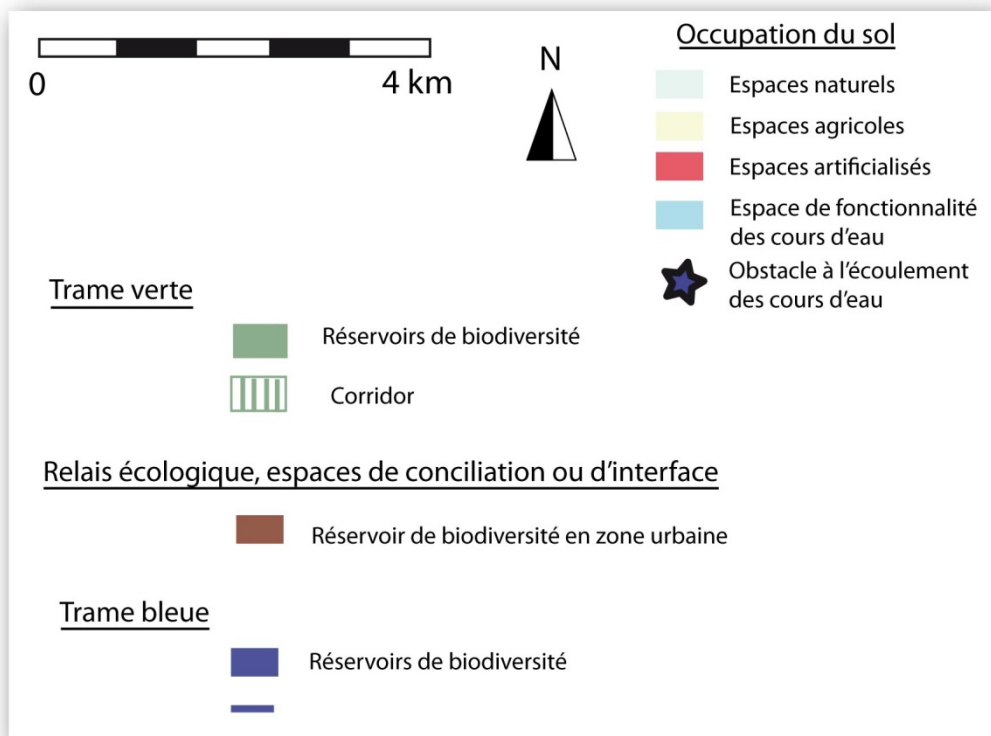 0
4 km
N
Occupation du sol
Espaces naturels
Espaces agricoles
Espaces artificialisés
Espace de fonctionnalité
des cours d'eau
Obstacle à l'écoulement
des cours d'eau
Trame verte
Réservoirs de biodiversité
Corridor
Relais écologique, espaces de conciliation ou d'interface
Réservoir de biodiversité en zone urbaine
Trame bleue
Réservoirs de biodiversité